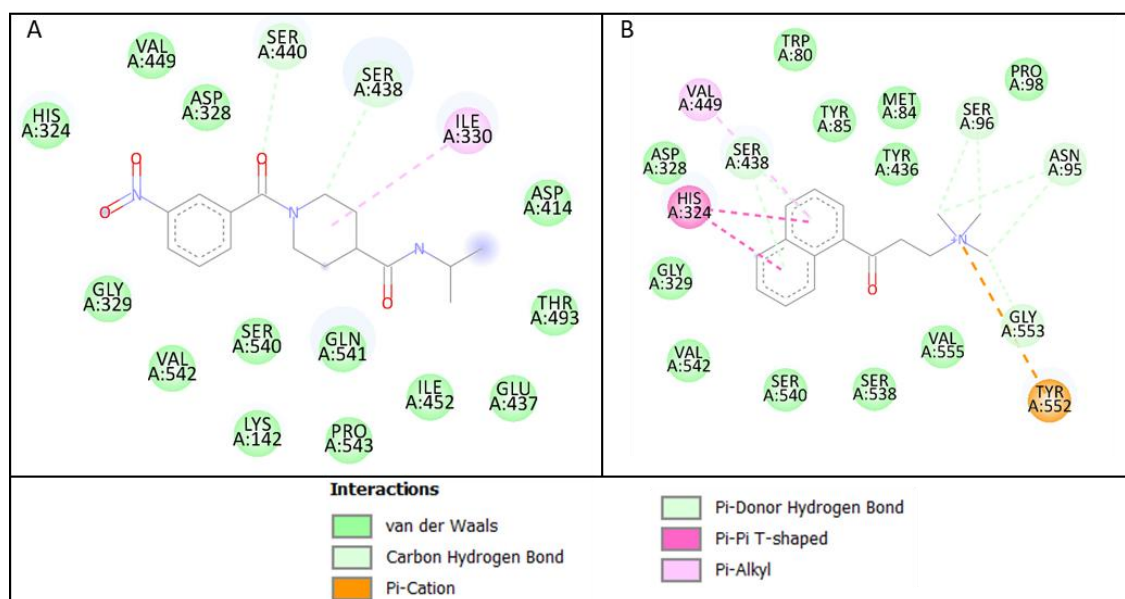 A
VAL
A:449
SER
A:440
SER
A:438
ASP
A:328
HIS
A:324
ILE
A:330
O
N
O
O
N
ASP
A:414
N
O
GLY
A:329
THR
A:493
SER
A:540
GLN
A:541
VAL
A:542
ILE
A:452
GLU
A:437
LYS
A:142
PRO
A:543
B
TRP
A:80
PRO
A:98
VAL
A:449
MET
A:84
SER
A:96
TYR
A:85
SER
A:438
ASN
A:95
ASP
A:328
TYR
A:436
HIS
A:324
+N
O
GLY
A:329
GLY
A:553
VAL
A:555
VAL
A:542
SER
A:540
SER
A:538
TYR
A:552
Interactions
van der Waals
Carbon Hydrogen Bond
Pi-Cation
Pi-Donor Hydrogen Bond
Pi-Pi T-shaped
Pi-Alkyl